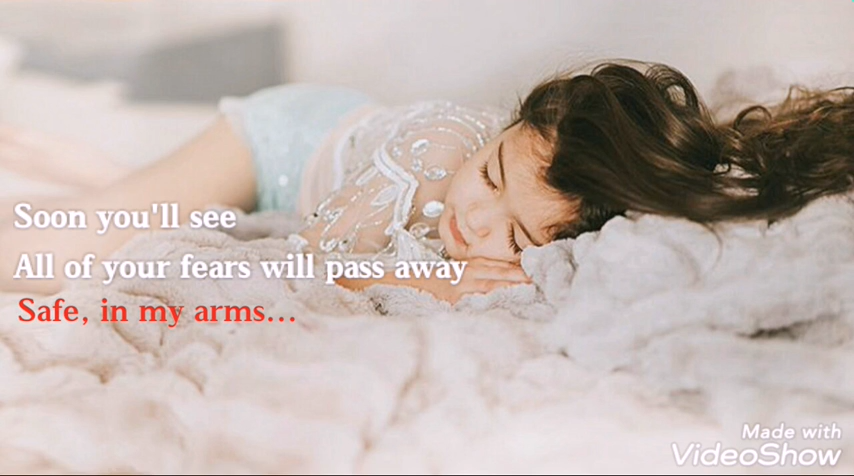 Soon you'll see
All of your fears will pass away
Safe, in my arms...
Made with
VideoShow